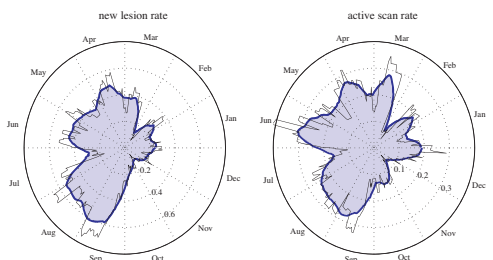 new lesion rate
Mar
Feb
Jan
Dec
Nov
Oct
Sep
Aug
Jul
Jun
May
Apr
0.2
0.4
0.6
active scan rate
Mar
Feb
Jan
Dec
Nov
Oct
Sep
Aug
Jul
Jun
May
Apr
0.1
0.2
0.3